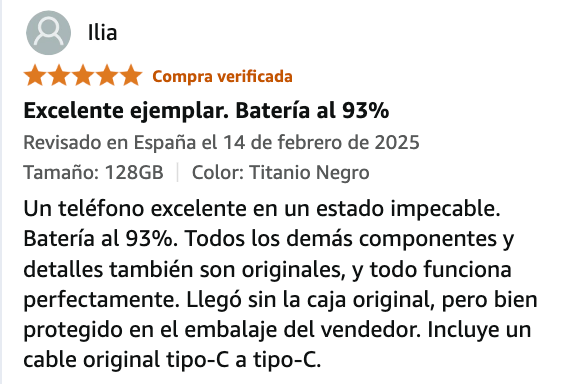 Ilia
Compra verificada
Excelente ejemplar. Batería al 93%
Revisado en España el 14 de febrero de 2025
Tamaño: 128GB | Color: Titanio Negro
Un teléfono excelente en un estado impecable.
Batería al 93%. Todos los demás componentes y
detalles también son originales, y todo funciona
perfectamente. Llegó sin la caja original, pero bien
protegido en el embalaje del vendedor. Incluye un
cable original tipo-C a tipo-C.